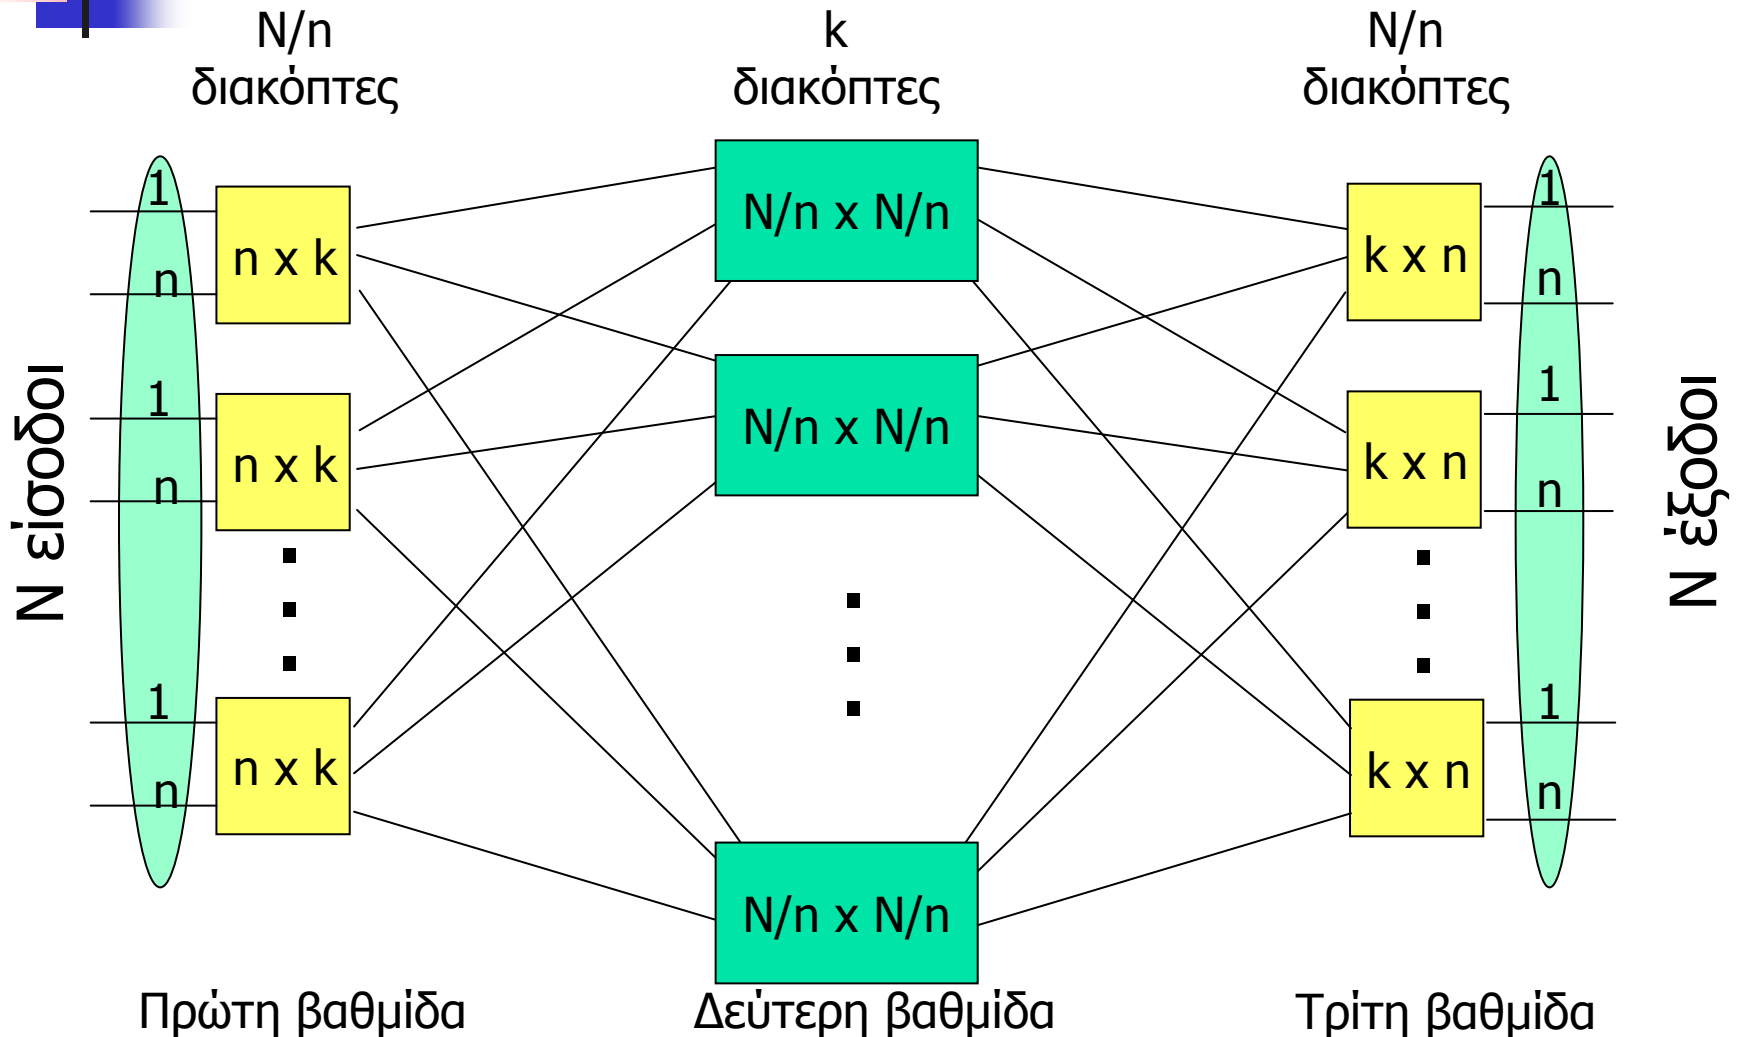 N/n
διακόπτες
k
διακόπτες
N/n
διακόπτες
N είσοδοι
1
n
1
n
1
n
n x k
n x k
n x k
N/n x N/n
N/n x N/n
N/n x N/n
k x n
k x n
k x n
1
n
1
n
1
n
N έξοδοι
Πρώτη βαθμίδα
Δεύτερη βαθμίδα
Τρίτη βαθμίδα